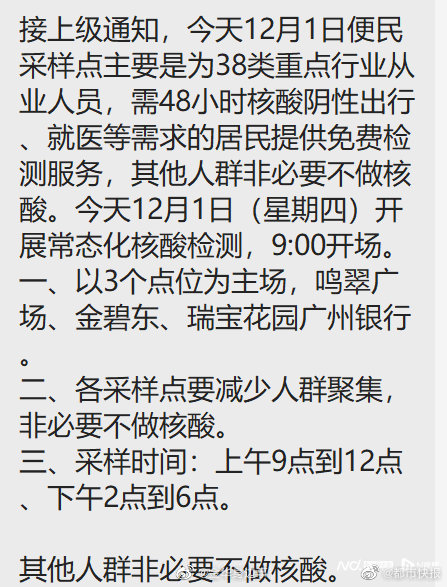 接上级通知，今天12月1日便民
采样点主要是为38类重点行业从
业人员，需48小时核酸阴性出行
、就医等需求的居民提供免费检
测服务，其他人群非必要不做核
酸。今天12月1日（星期四）开
展常态化核酸检测，9:00开场。
一、以3个点位为主场，鸣翠广
场、金碧东、瑞宝花园广州银行
。
二、各采样点要减少人群聚集，
非必要不做核酸。
三、采样时间：上午9点到12点
、下午2点到6点。
其他人群非必要不做核酸。
@都市快报